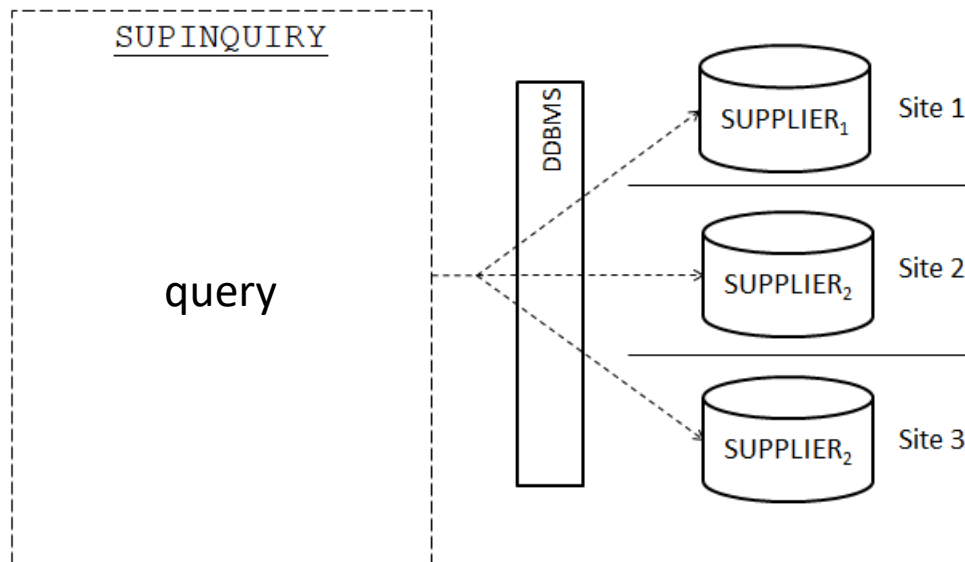 SUPINQUIRY
query
DDBMS
SUPPLIER₁
Site 1
SUPPLIER₂
Site 2
SUPPLIER₂
Site 3